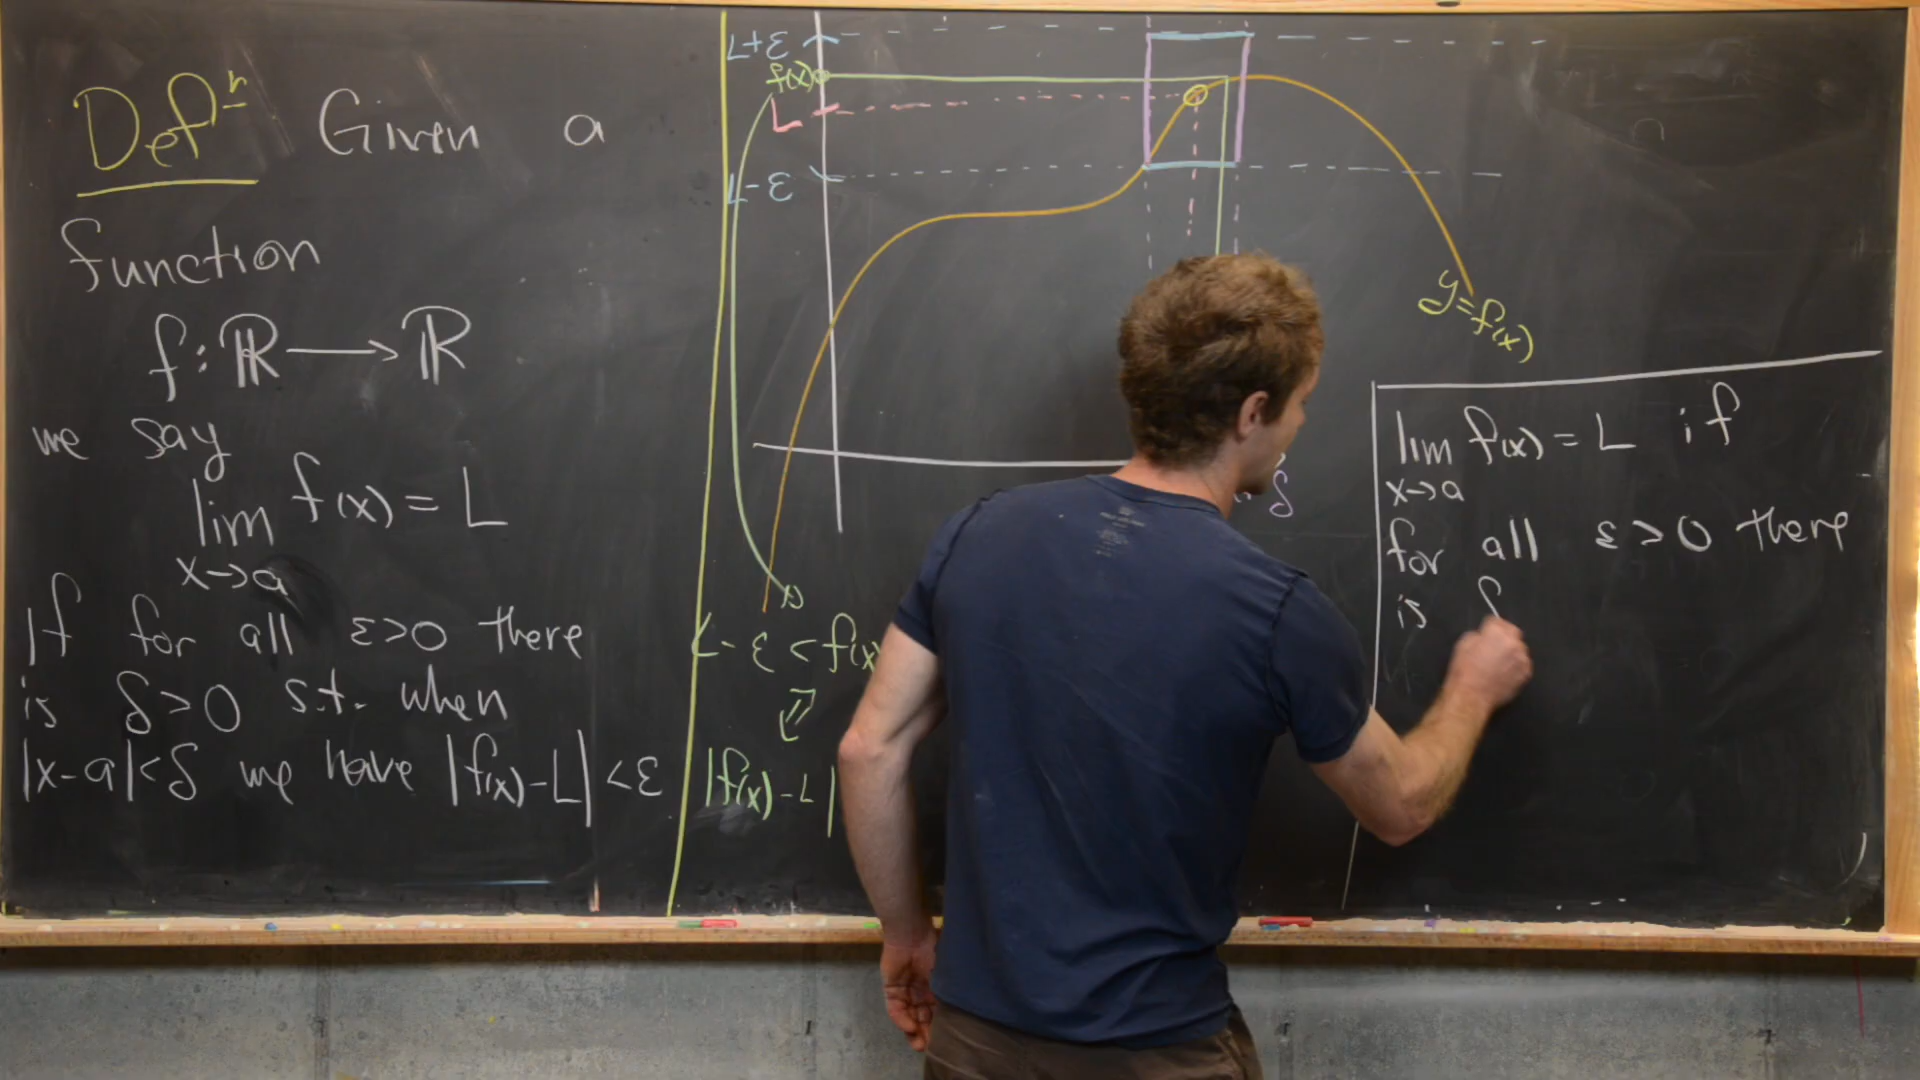 Defⁿ Given a
function
f: ℝ ⟶ ℝ
we say
lim f(x) = L
x→a
If for all ε>0 there
is δ>0 s.t. when
|x-a|<δ we have |f(x)-L| <ε
L+ε
f(x)
L
L-ε
y=f(x)
δ
L-ε < f(x)
⇕
|f(x)-L|
lim f(x) = L if
x→a
for all ε>0 there
is δ